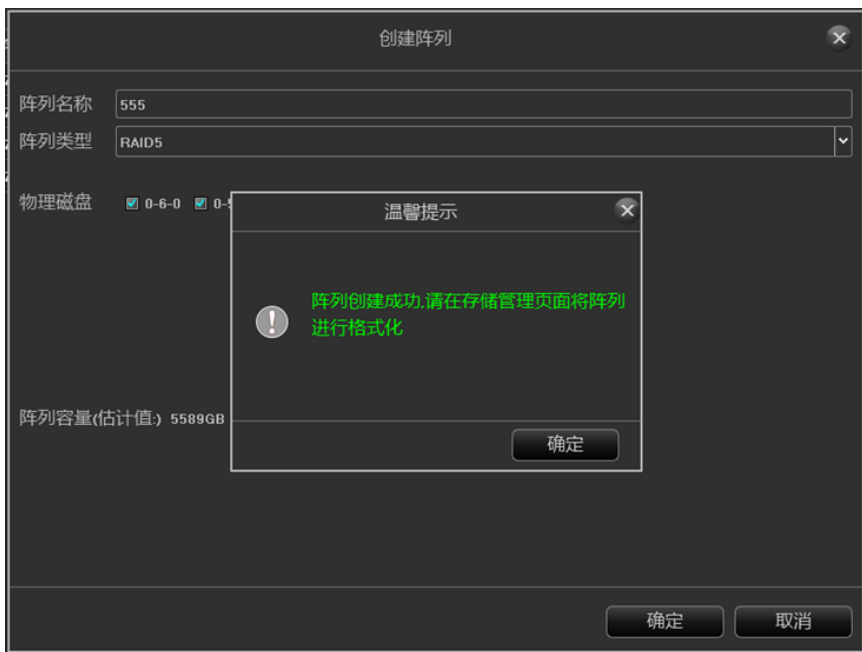 创建阵列
阵列名称 555
阵列类型 RAID5
物理磁盘 0-6-0
温馨提示
阵列创建成功,请在存储管理页面将阵列
进行格式化
阵列容量(估计值:) 5589GB
确定
确定 取消